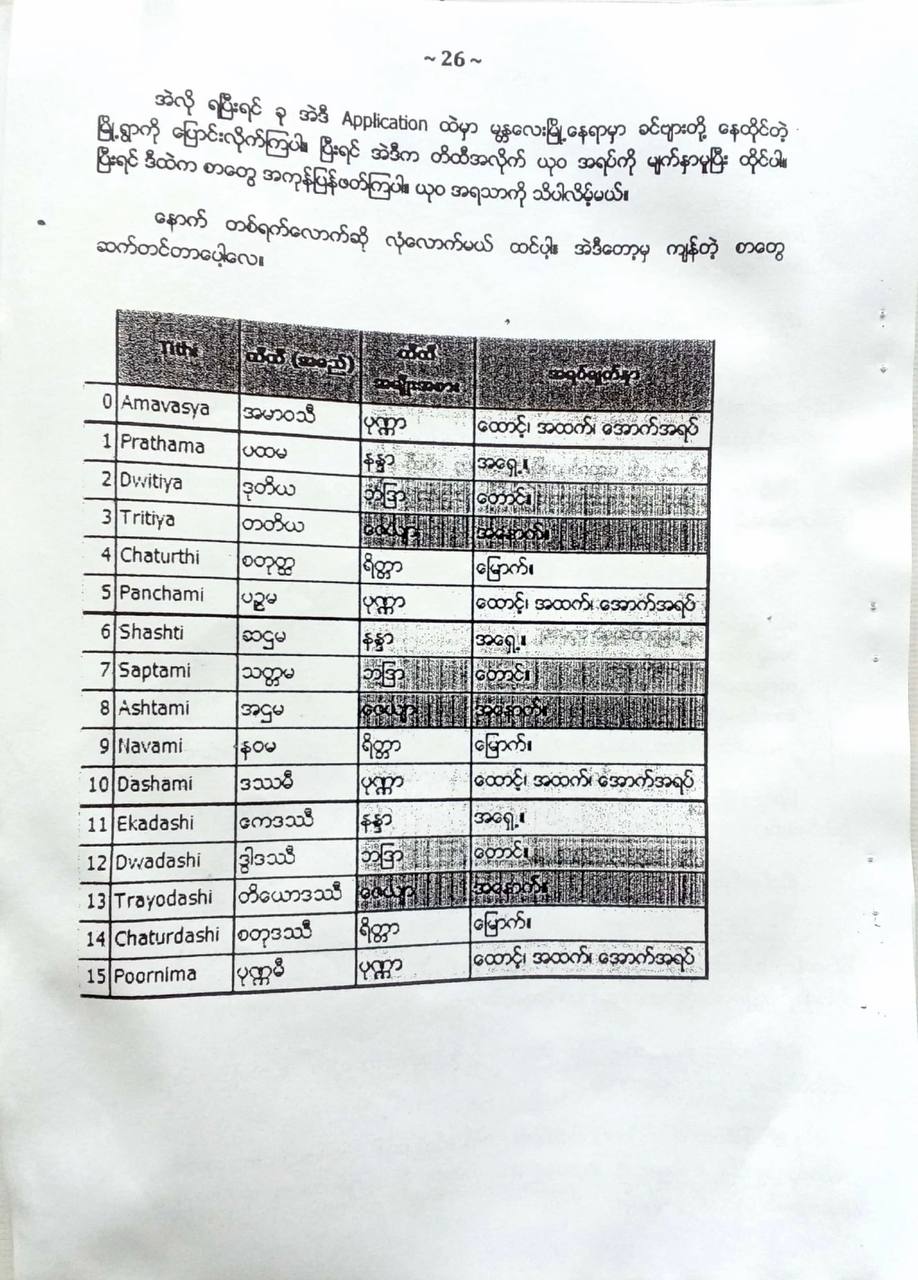 ~ 26 ~
အဲလို ရပြီးရင် ခု အဲဒီ Application ထဲမှာ မန္တလေးမြို့နေရာမှာ ခင်ဗျားတို့ နေထိုင်တဲ့
မြို့ရွာကို ပြောင်းလိုက်ကြပါ။ ပြီးရင် အဲဒီက တိထီအလိုက် ယုဝ အရပ်ကို မျက်နှာမူပြီး ထိုင်ပါ။
ပြီးရင် ဒီထဲက စာတွေ အကုန်ပြန်ဖတ်ကြပါ။ ယုဝ အရသာကို သိပါလိမ့်မယ်။
နောက် တစ်ရက်လောက်ဆို လုံလောက်မယ် ထင်ပါ့။ အဲဒီတော့မှ ကျန်တဲ့ စာတွေ
ဆက်တင်တာပေါ့လေ။
Tithi တိထီ (အမည်) တိထီ အမျိုးအစား အရပ်မျက်နှာ
0 Amavasya အမာဝသီ ပုဏ္ဏာ ထောင့်၊ အထက်၊ အောက်အရပ်
1 Prathama ပထမ နန္ဒာ အရှေ့။
2 Dwitiya ဒုတိယ ဘဒြာ တောင်။
3 Tritiya တတိယ ဇေယျာ အနောက်။
4 Chaturthi စတုတ္ထ ရိတ္တာ မြောက်။
5 Panchami ပဉ္စမ ပုဏ္ဏာ ထောင့်၊ အထက်၊ အောက်အရပ်
6 Shashti ဆဌမ နန္ဒာ အရှေ့။
7 Saptami သတ္တမ ဘဒြာ တောင်။
8 Ashtami အဌမ ဇေယျာ အနောက်။
9 Navami နဝမ ရိတ္တာ မြောက်။
10 Dashami ဒဿမီ ပုဏ္ဏာ ထောင့်၊ အထက်၊ အောက်အရပ်
11 Ekadashi ဧကဒဿီ နန္ဒာ အရှေ့။
12 Dwadashi ဒွါဒဿီ ဘဒြာ တောင်။
13 Trayodashi တိယောဒဿီ ဇေယျာ အနောက်။
14 Chaturdashi စတုဒဿီ ရိတ္တာ မြောက်။
15 Poornima ပုဏ္ဏမီ ပုဏ္ဏာ ထောင့်၊ အထက်၊ အောက်အရပ်